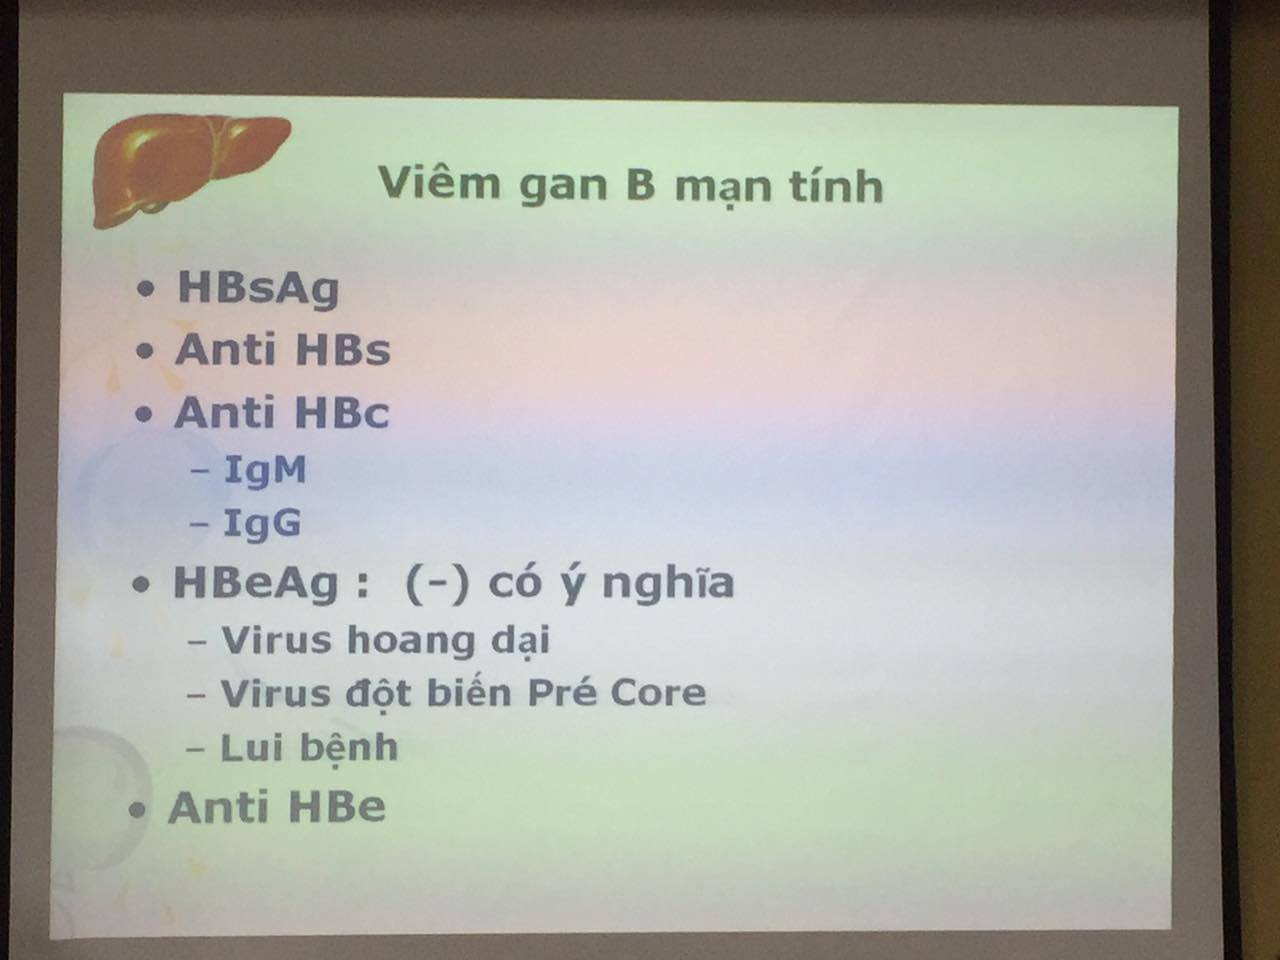 Viêm gan B mạn tính
• HBsAg
• Anti HBs
• Anti HBc
– IgM
– IgG
• HBeAg : (-) có ý nghĩa
– Virus hoang dại
– Virus đột biến Pré Core
– Lui bệnh
• Anti HBe